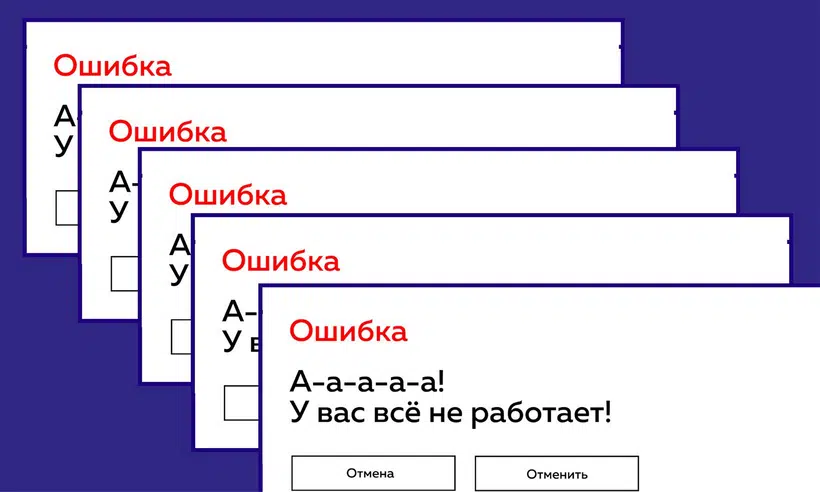 Ошибка
А
У
Ошибка
А-
У
Ошибка
А
У
Ошибка
А-
У в
Ошибка
А-а-а-а-а!
У вас всё не работает!
Отмена
Отменить